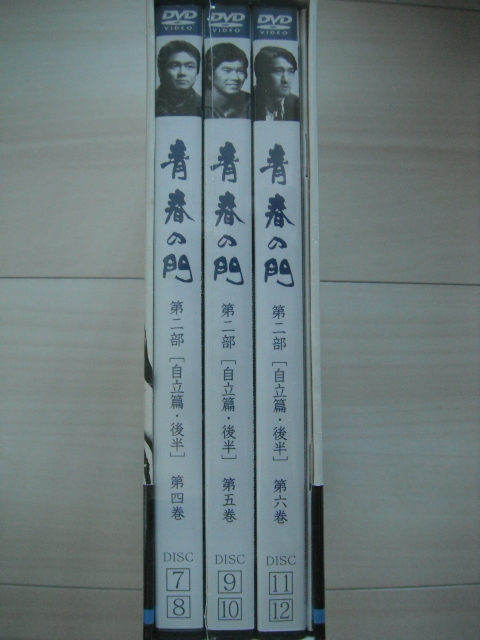 DVD
VIDEO
青春の門
第二部［自立篇・後半］ 第四巻
DISC
7
8
DVD
VIDEO
青春の門
第二部［自立篇・後半］ 第五巻
DISC
9
10
DVD
VIDEO
青春の門
第二部［自立篇・後半］ 第六巻
DISC
11
12